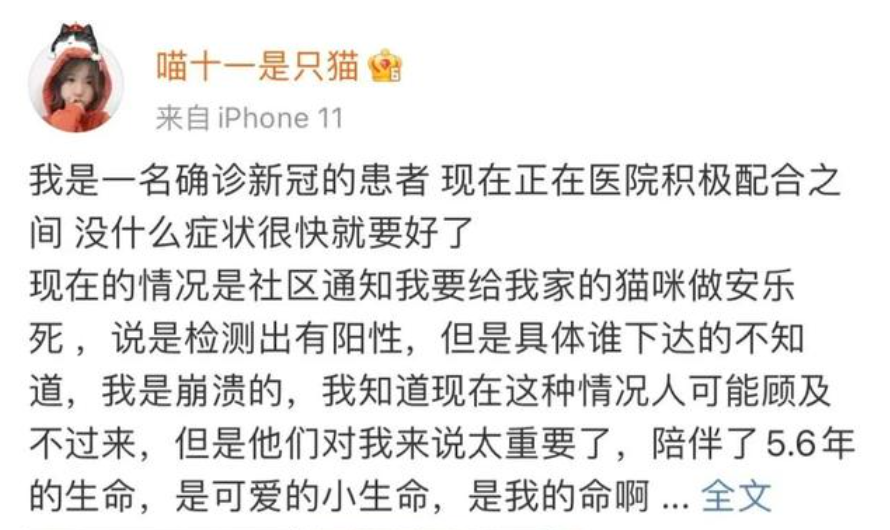 喵十一是只猫
来自 iPhone 11
我是一名确诊新冠的患者 现在正在医院积极配合之
间 没什么症状很快就要好了
现在的情况是社区通知我要给我家的猫咪做安乐
死 ，说是检测出有阳性，但是具体谁下达的不知
道，我是崩溃的，我知道现在这种情况人可能顾及
不过来，但是他们对我来说太重要了，陪伴了5.6年
的生命，是可爱的小生命，是我的命啊 ... 全文